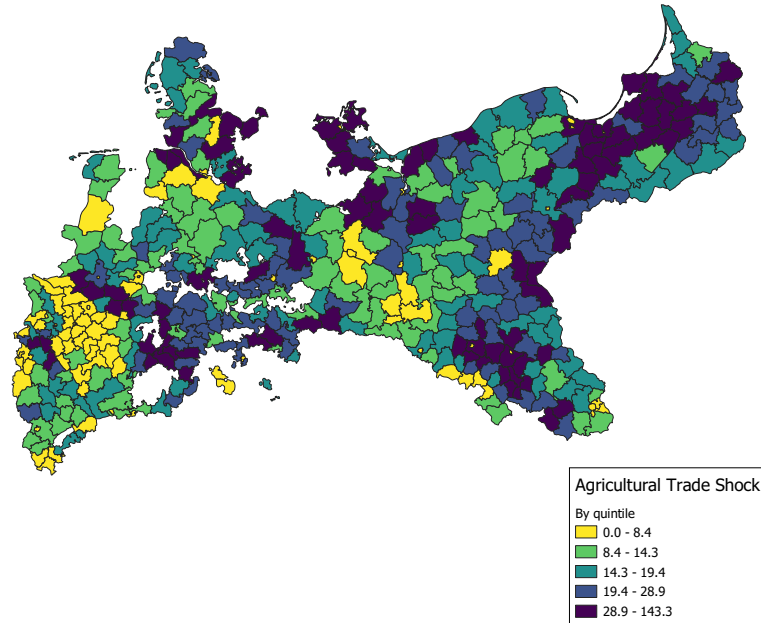 Agricultural Trade Shock
By quintile
0.0 - 8.4
8.4 - 14.3
14.3 - 19.4
19.4 - 28.9
28.9 - 143.3